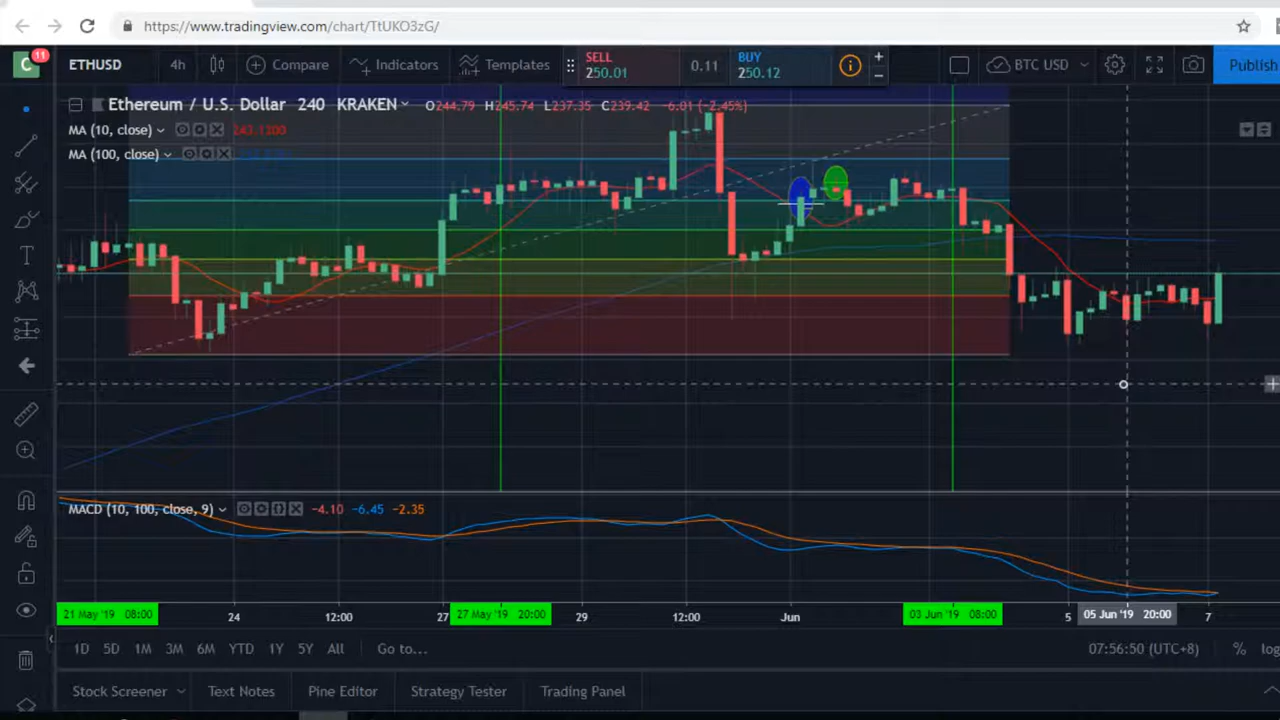 https://www.tradingview.com/chart/TtUKO3zG/
C 11 ETHUSD 4h Compare Indicators Templates SELL 250.01 0.11 BUY 250.12 + − BTC USD Publish
Ethereum / U.S. Dollar 240 KRAKEN O244.79 H245.74 L237.35 C239.42 −6.01 (−2.45%)
MA (10, close) 243.1200
MA (100, close)
MACD (10, 100, close, 9) −4.10 −6.45 −2.35
21 May '19 08:00 24 12:00 27 27 May '19 20:00 29 12:00 Jun 03 Jun '19 08:00 5 05 Jun '19 20:00 7
1D 5D 1M 3M 6M YTD 1Y 5Y All Go to... 07:56:50 (UTC+8) % log
Stock Screener Text Notes Pine Editor Strategy Tester Trading Panel